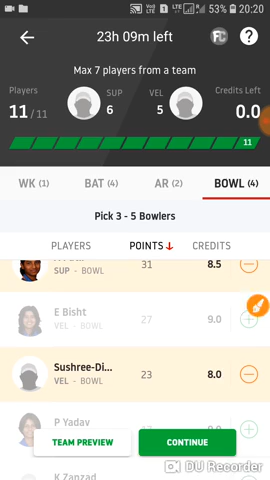 53% 20:20
23h 09m left
FC ?
Max 7 players from a team
Players
11 / 11
SUP
6
VEL
5
Credits Left
0.0
11
WK (1) BAT (4) AR (2) BOWL (4)
Pick 3 - 5 Bowlers
PLAYERS POINTS CREDITS
SUP - BOWL 31 8.5
E Bisht
VEL - BOWL 27 9.0
Sushree-Di...
VEL - BOWL 23 8.0
P Yadav
TEAM PREVIEW CONTINUE
DU Recorder
K Zanzad